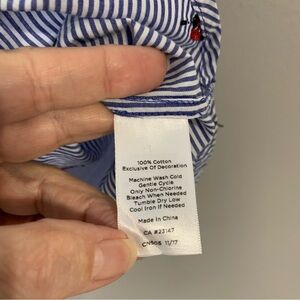 100% Cotton
Exclusive Of Decoration
Machine Wash Cold
Gentle Cycle
Only Non-Chlorine
Bleach When Needed
Tumble Dry Low
Cool Iron If Needed
Made In China
CA #23147
11/17